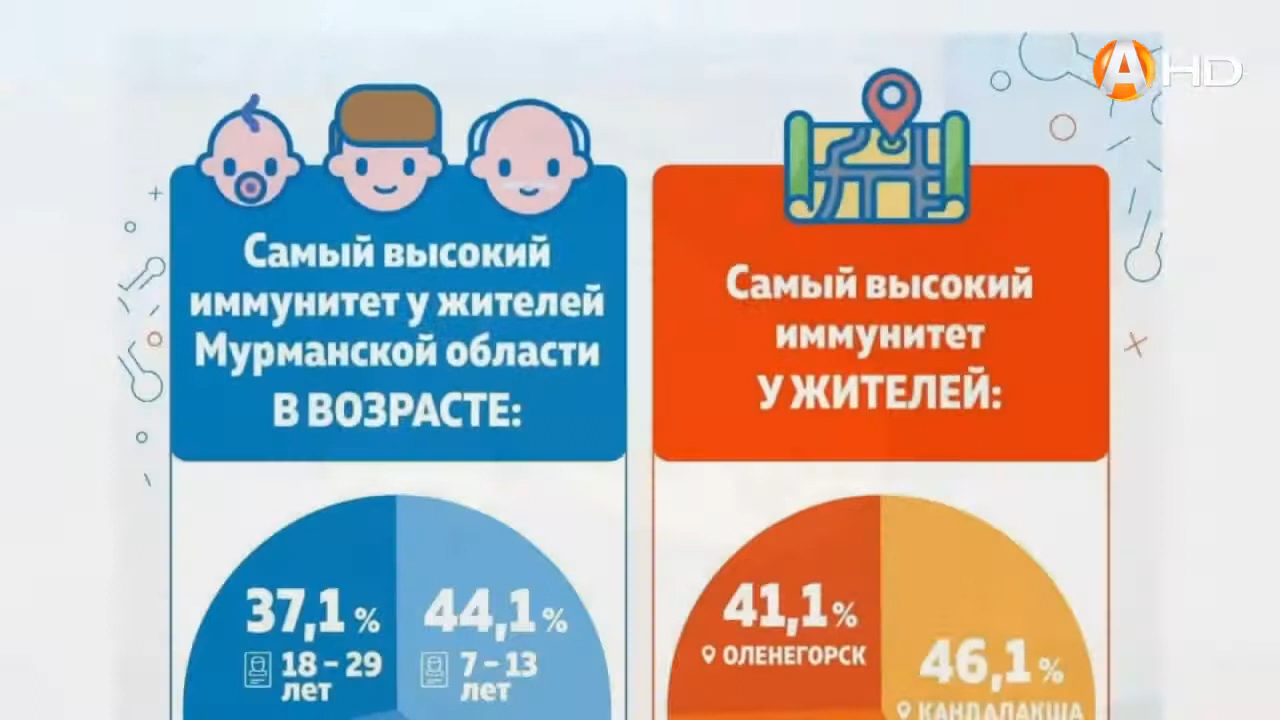 А HD
Самый высокий
иммунитет у жителей
Мурманской области
В ВОЗРАСТЕ:
37,1 %
18 – 29
лет
44,1 %
7 – 13
лет
Самый высокий
иммунитет
У ЖИТЕЛЕЙ:
41,1 %
ОЛЕНЕГОРСК
46,1 %
КАНДАЛАКША